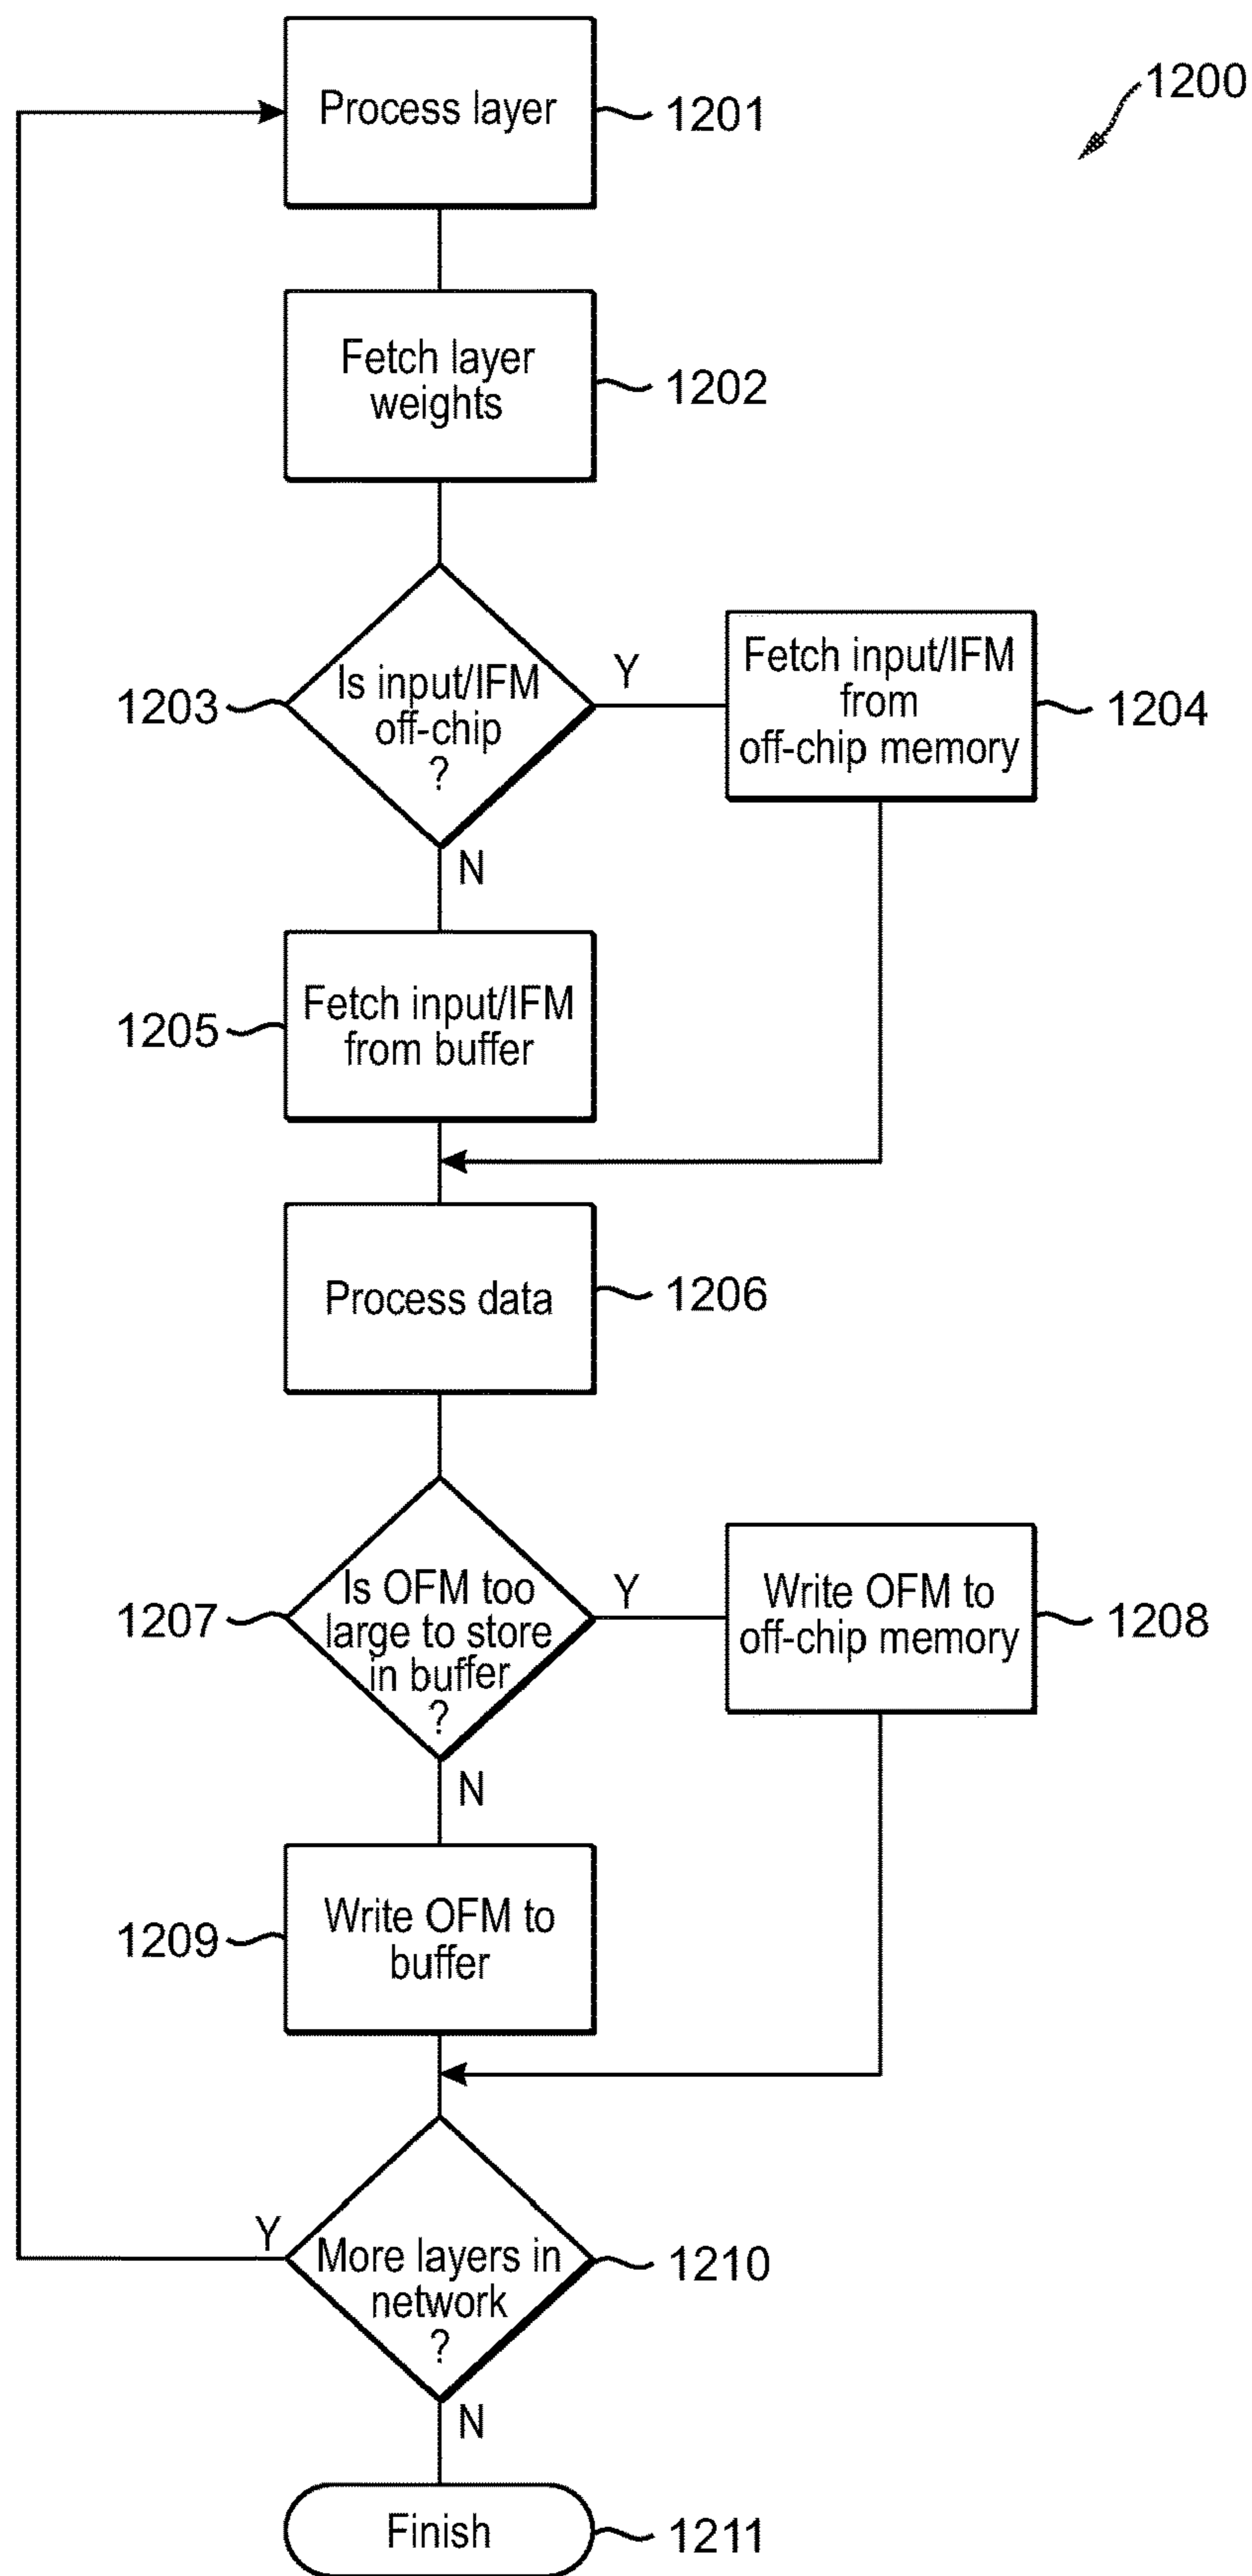 1200
Process layer
1201
Fetch layer
weights
1202
1203
Is input/IFM
off-chip
?
Y
N
Fetch input/IFM
from
off-chip memory
1204
1205
Fetch input/IFM
from buffer
Process data
1206
1207
Is OFM too
large to store
in buffer
?
Y
N
Write OFM to
off-chip memory
1208
1209
Write OFM to
buffer
Y
More layers in
network
?
1210
N
Finish
1211